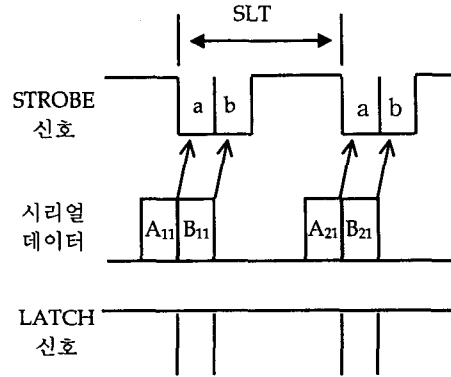 SLT
STROBE
신호
a b a b
시리얼
데이터
A₁₁ B₁₁ A₂₁ B₂₁
LATCH
신호